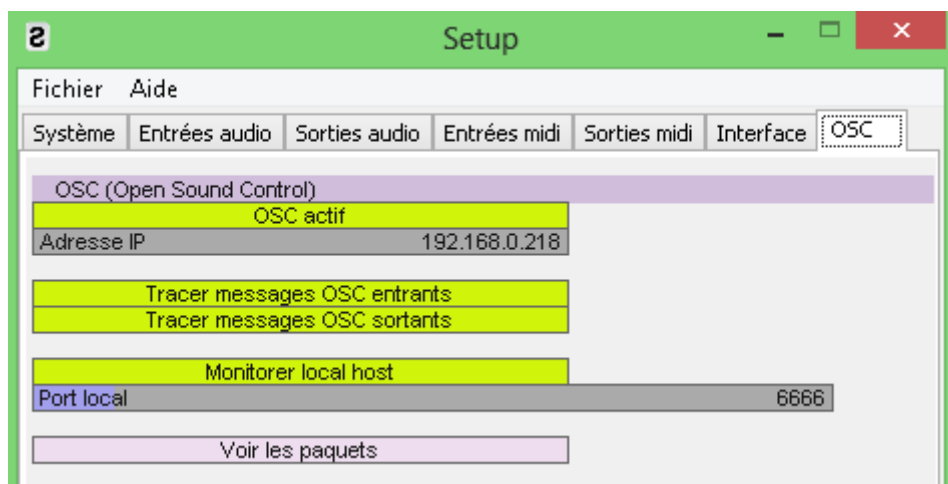 Setup
Fichier Aide
Système Entrées audio Sorties audio Entrées midi Sorties midi Interface OSC
OSC (Open Sound Control)
OSC actif
Adresse IP 192.168.0.218
Tracer messages OSC entrants
Tracer messages OSC sortants
Monitorer local host
Port local 6666
Voir les paquets